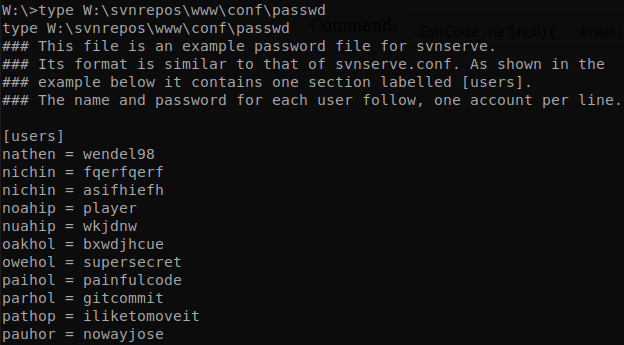 W:\>type W:\svnrepos\www\conf\passwd
type W:\svnrepos\www\conf\passwd
Command: .ExitCode -ne $null) { break
### This file is an example password file for svnserve.
### Its format is similar to that of svnserve.conf. As shown in the
### example below it contains one section labelled [users].
### The name and password for each user follow, one account per line.
[users]
nathen = wendel98
nichin = fqerfqerf
nichin = asifhiefh
noahip = player
nuahip = wkjdnw
oakhol = bxwdjhcue
owehol = supersecret
paihol = painfulcode
parhol = gitcommit
pathop = iliketomoveit
pauhor = nowayjose